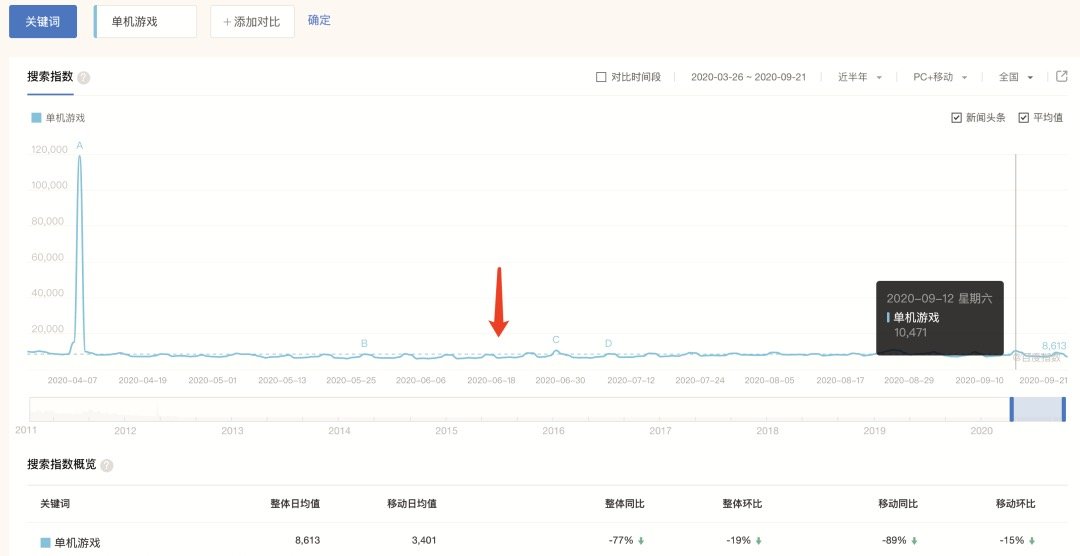 关键词 单机游戏 +添加对比 确定
搜索指数 ? 对比时间段 2020-03-26 ~ 2020-09-21 近半年 PC+移动 全国
单机游戏 新闻头条 平均值
A
120,000
100,000
80,000
60,000
40,000
20,000
B
C
D
2020-09-12 星期六
单机游戏
10,471
8,613
@百度指数
2020-04-07 2020-04-19 2020-05-01 2020-05-13 2020-05-25 2020-06-06 2020-06-18 2020-06-30 2020-07-12 2020-07-24 2020-08-05 2020-08-17 2020-08-29 2020-09-10 2020-09-21
2011 2012 2013 2014 2015 2016 2017 2018 2019 2020
搜索指数概览 ?
关键词 整体日均值 移动日均值 整体同比 整体环比 移动同比 移动环比
单机游戏 8,613 3,401 -77% -19% -89% -15%